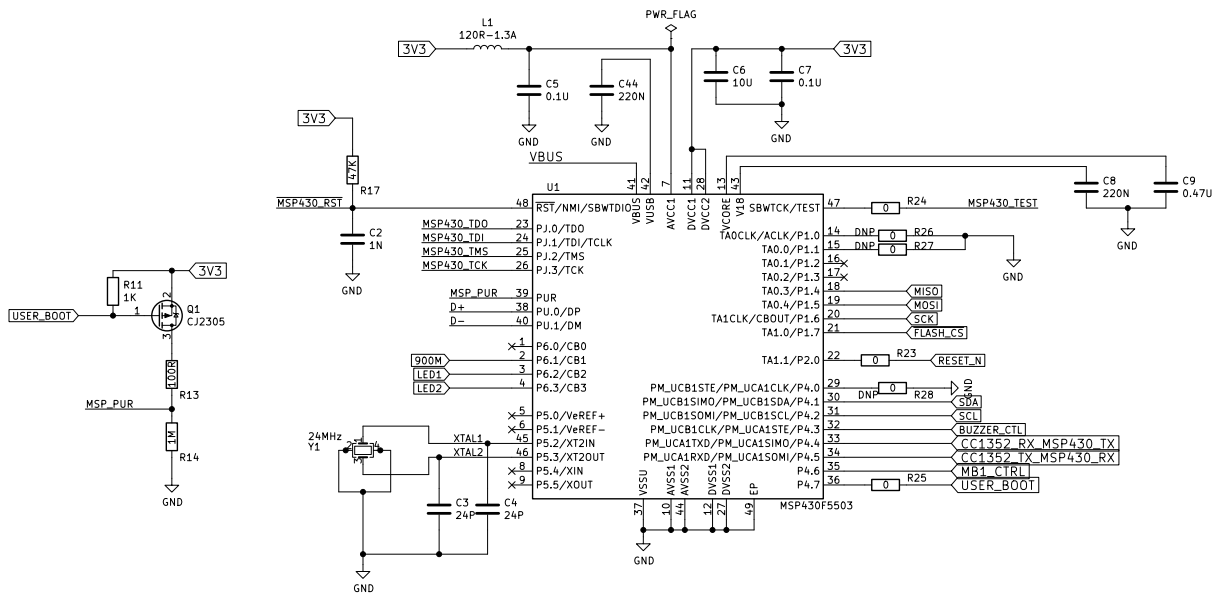 PWR_FLAG
L1
120R-1.3A
3V3
3V3
C5
0.1U
C44
220N
C6
10U
C7
0.1U
GND
GND
GND
3V3
47K
R17
VBUS
41
42
7
11
28
13
43
VBUS
VUSB
AVCC1
DVCC1
DVCC2
VCORE
V18
C8
220N
C9
0.47U
GND
U1
MSP430_RST
48
RST/NMI/SBWTDIO
C2
1N
GND
MSP430_TDO 23 PJ.0/TDO
MSP430_TDI 24 PJ.1/TDI/TCLK
MSP430_TMS 25 PJ.2/TMS
MSP430_TCK 26 PJ.3/TCK
MSP_PUR 39 PUR
D+ 38 PU.0/DP
D- 40 PU.1/DM
1 P6.0/CB0
900M 2 P6.1/CB1
LED1 3 P6.2/CB2
LED2 4 P6.3/CB3
5 P5.0/VeREF+
6 P5.1/VeREF-
XTAL1 45 P5.2/XT2IN
XTAL2 46 P5.3/XT2OUT
8 P5.4/XIN
9 P5.5/XOUT
SBWTCK/TEST 47 0 R24 MSP430_TEST
TA0CLK/ACLK/P1.0 14 DNP 0 R26
TA0.0/P1.1 15 DNP 0 R27
GND
TA0.1/P1.2 16
TA0.2/P1.3 17
TA0.3/P1.4 18 MISO
TA0.4/P1.5 19 MOSI
TA1CLK/CBOUT/P1.6 20 SCK
TA1.0/P1.7 21 FLASH_CS
TA1.1/P2.0 22 0 R23 RESET_N
PM_UCB1STE/PM_UCA1CLK/P4.0 29 DNP 0 R28 GND
PM_UCB1SIMO/PM_UCB1SDA/P4.1 30 SDA
PM_UCB1SOMI/PM_UCB1SCL/P4.2 31 SCL
PM_UCB1CLK/PM_UCA1STE/P4.3 32 BUZZER_CTL
PM_UCA1TXD/PM_UCA1SIMO/P4.4 33 CC1352_RX_MSP430_TX
PM_UCA1RXD/PM_UCA1SOMI/P4.5 34 CC1352_TX_MSP430_RX
P4.6 35 MB1_CTRL
P4.7 36 0 R25 USER_BOOT
MSP430F5503
VSSU
AVSS1
AVSS2
DVSS1
DVSS2
EP
37
10
44
12
27
49
GND
3V3
R11
1K
2
Q1
CJ2305
USER_BOOT
1
3
100R
R13
MSP_PUR
1M
R14
GND
24MHz
Y1
1
2
3
4
C3
24P
C4
24P
GND